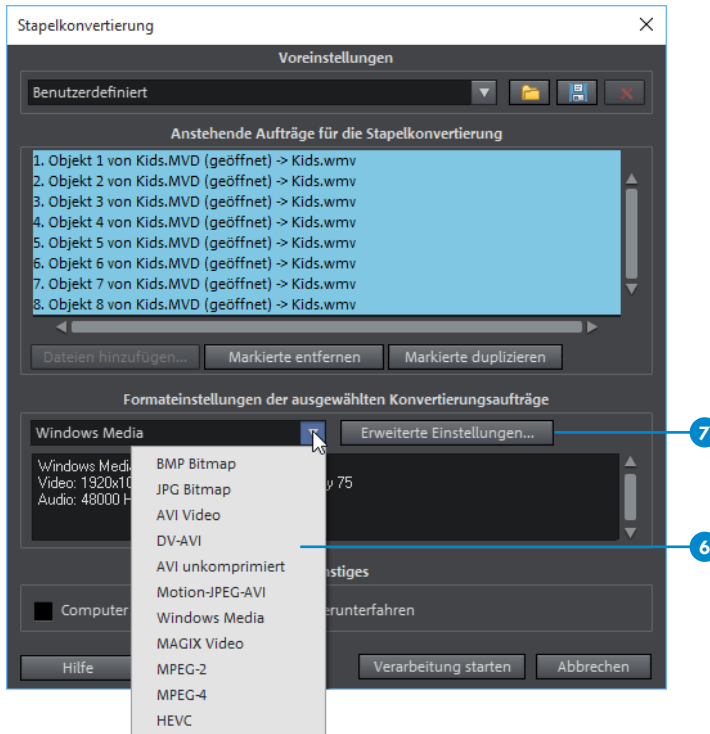 Stapelkonvertierung
Voreinstellungen
Benutzerdefiniert
Anstehende Aufträge für die Stapelkonvertierung
1. Objekt 1 von Kids.MVD (geöffnet) -> Kids.wmv
2. Objekt 2 von Kids.MVD (geöffnet) -> Kids.wmv
3. Objekt 3 von Kids.MVD (geöffnet) -> Kids.wmv
4. Objekt 4 von Kids.MVD (geöffnet) -> Kids.wmv
5. Objekt 5 von Kids.MVD (geöffnet) -> Kids.wmv
6. Objekt 6 von Kids.MVD (geöffnet) -> Kids.wmv
7. Objekt 7 von Kids.MVD (geöffnet) -> Kids.wmv
8. Objekt 8 von Kids.MVD (geöffnet) -> Kids.wmv
Dateien hinzufügen... Markierte entfernen Markierte duplizieren
Formateinstellungen der ausgewählten Konvertierungsaufträge
Windows Media Erweiterte Einstellungen... 7
Windows Medi
Video: 1920x10 y 75
Audio: 48000 H
BMP Bitmap
JPG Bitmap
AVI Video
DV-AVI
6
AVI unkomprimiert
nstiges
Motion-JPEG-AVI
Computer erunterfahren
Windows Media
MAGIX Video
Hilfe Verarbeitung starten Abbrechen
MPEG-2
MPEG-4
HEVC